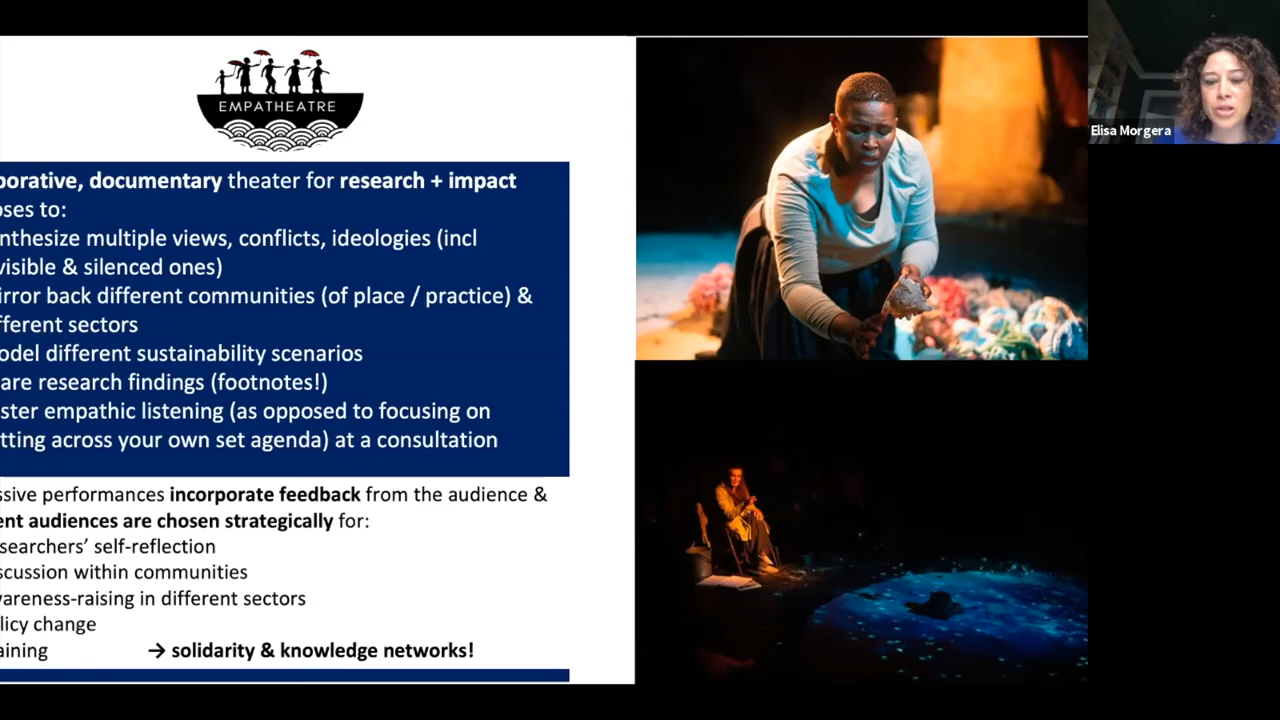 EMPATHEATRE
Elisa Morgera
porative, documentary theater for research + impact
oses to:
nthesize multiple views, conflicts, ideologies (incl
visible & silenced ones)
irror back different communities (of place / practice) &
fferent sectors
odel different sustainability scenarios
are research findings (footnotes!)
ster empathic listening (as opposed to focusing on
tting across your own set agenda) at a consultation
ssive performances incorporate feedback from the audience &
ent audiences are chosen strategically for:
searchers’ self-reflection
scussion within communities
wareness-raising in different sectors
licy change
aining → solidarity & knowledge networks!